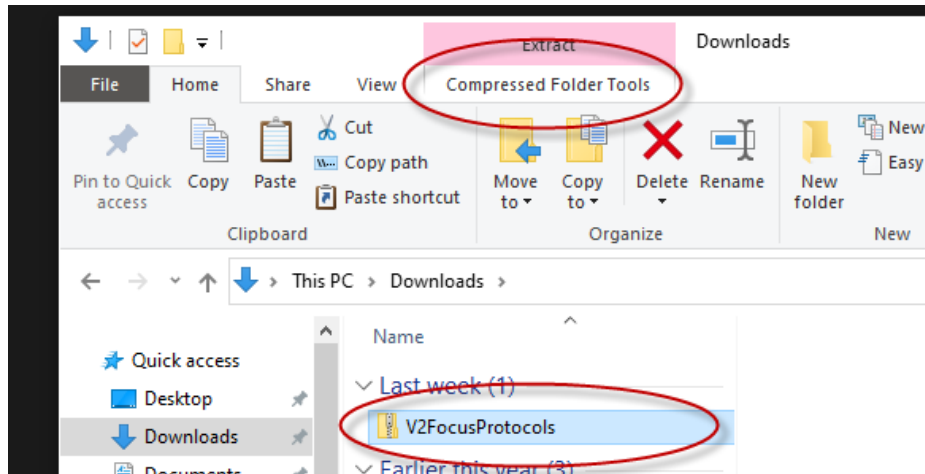 Extract
Downloads
File
Home
Share
View
Compressed Folder Tools
Pin to Quick
access
Copy
Paste
Cut
Copy path
Paste shortcut
Move
to
Copy
to
Delete
Rename
New
folder
New
Easy
Clipboard
Organize
New
This PC > Downloads >
Name
Quick access
Desktop
Downloads
Documents
Last week (1)
V2FocusProtocols
Earlier this year (3)